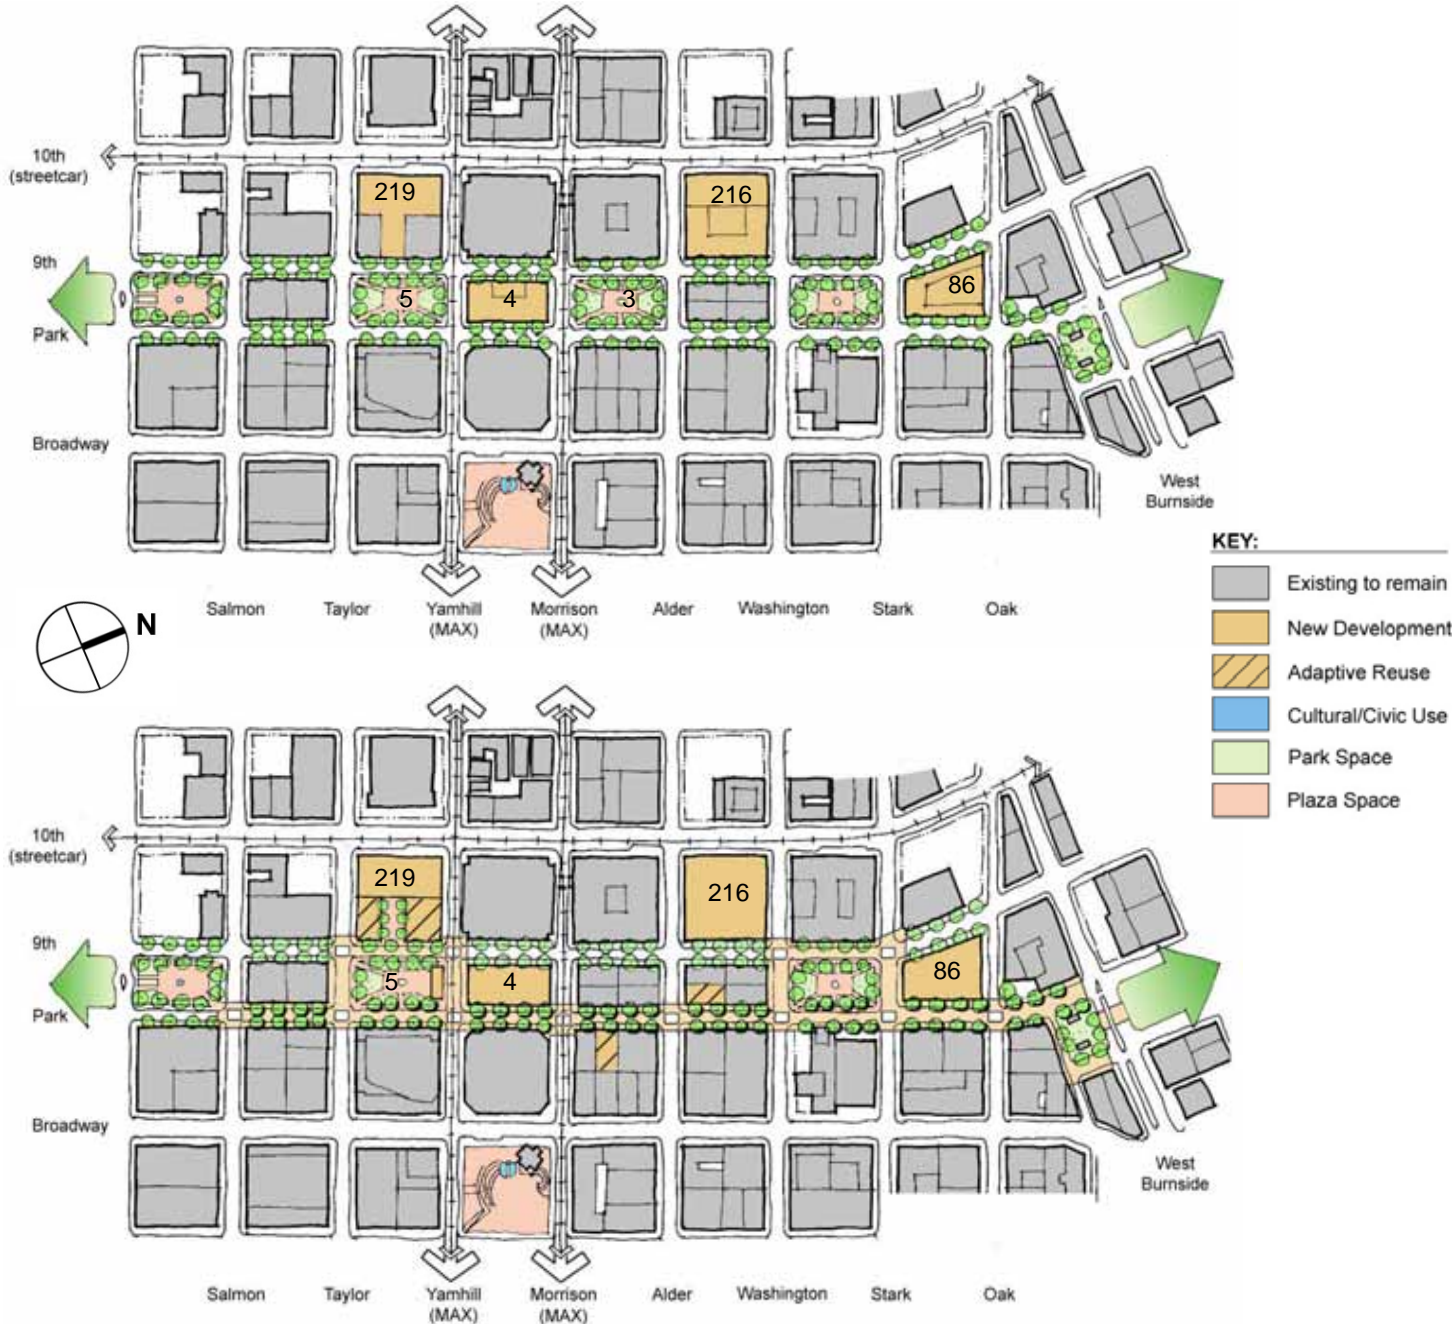 10th
(streetcar)
219
216
9th
5
4
3
86
Park
Broadway
West
Burnside
KEY:
Existing to remain
New Development
Adaptive Reuse
Cultural/Civic Use
Park Space
Plaza Space
Salmon
Taylor
Yamhill
(MAX)
Morrison
(MAX)
Alder
Washington
Stark
Oak
N
10th
(streetcar)
219
216
9th
5
4
86
Park
Broadway
West
Burnside
Salmon
Taylor
Yamhill
(MAX)
Morrison
(MAX)
Alder
Washington
Stark
Oak